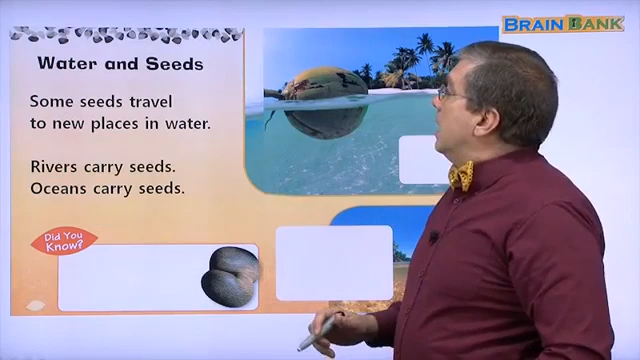 BRAIN BANK
Water and Seeds
Some seeds travel
to new places in water.
Rivers carry seeds.
Oceans carry seeds.
Did You
Know?